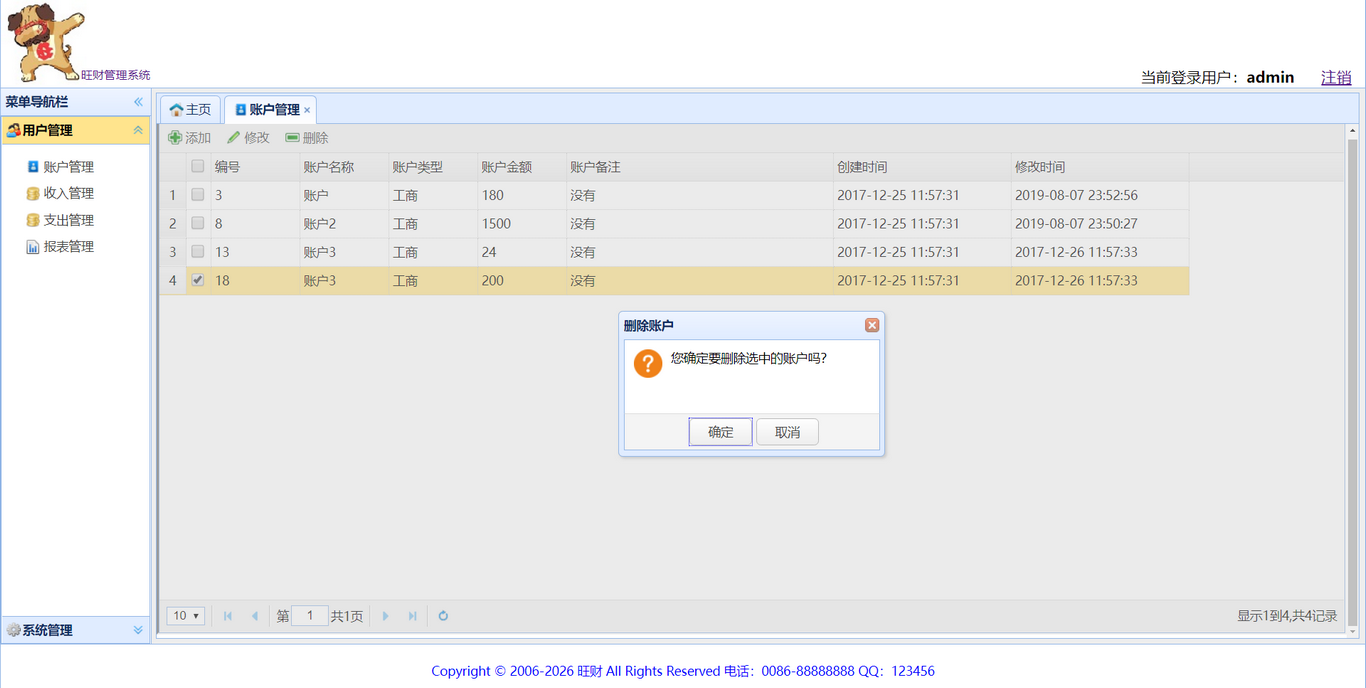 旺财管理系统
当前登录用户：admin 注销
菜单导航栏
用户管理
账户管理
收入管理
支出管理
报表管理
系统管理
主页 账户管理
添加 修改 删除
编号 账户名称 账户类型 账户金额 账户备注 创建时间 修改时间
1 3 账户 工商 180 没有 2017-12-25 11:57:31 2019-08-07 23:52:56
2 8 账户2 工商 1500 没有 2017-12-25 11:57:31 2019-08-07 23:50:27
3 13 账户3 工商 24 没有 2017-12-25 11:57:31 2017-12-26 11:57:33
4 18 账户3 工商 200 没有 2017-12-25 11:57:31 2017-12-26 11:57:33
删除账户
您确定要删除选中的账户吗?
确定 取消
10 第 1 共1页 显示1到4,共4记录
Copyright © 2006-2026 旺财 All Rights Reserved 电话：0086-88888888 QQ：123456